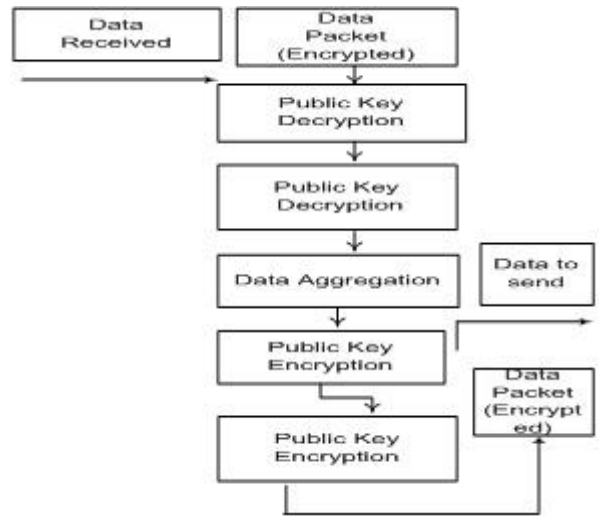 Data
Received
Data
Packet
(Encrypted)
Public Key
Decryption
Public Key
Decryption
Data Aggregation
Data to
send
Public Key
Encryption
Data
Packet
(Encrypt
ed)
Public Key
Encryption